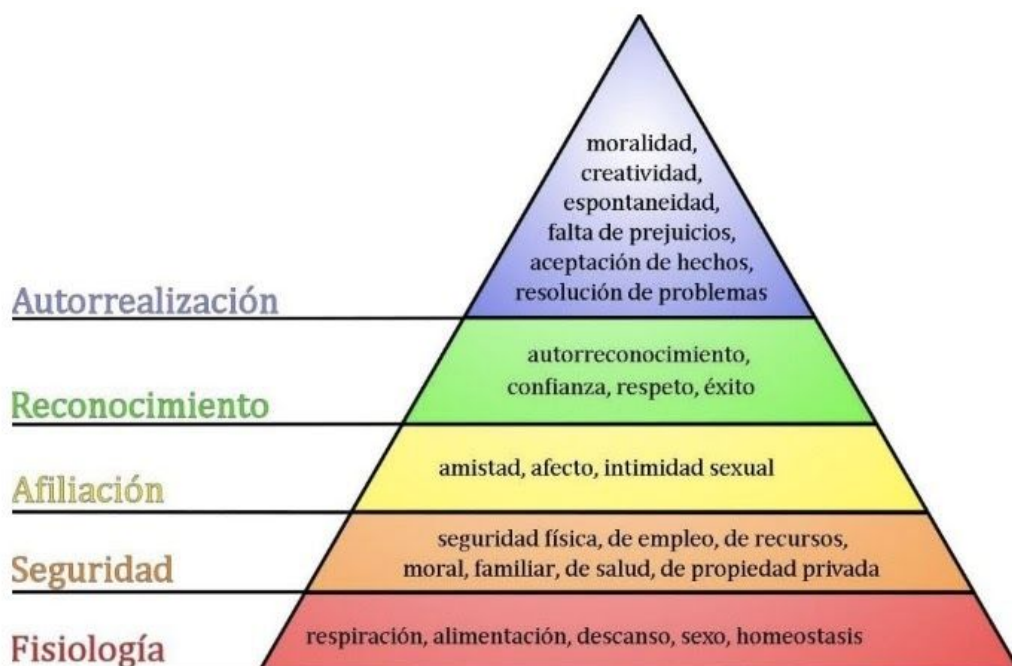 moralidad,
creatividad,
espontaneidad,
falta de prejuicios,
aceptación de hechos,
resolución de problemas
Autorrealización
autorreconocimiento,
confianza, respeto, éxito
Reconocimiento
amistad, afecto, intimidad sexual
Afiliación
seguridad física, de empleo, de recursos,
moral, familiar, de salud, de propiedad privada
Seguridad
respiración, alimentación, descanso, sexo, homeostasis
Fisiología